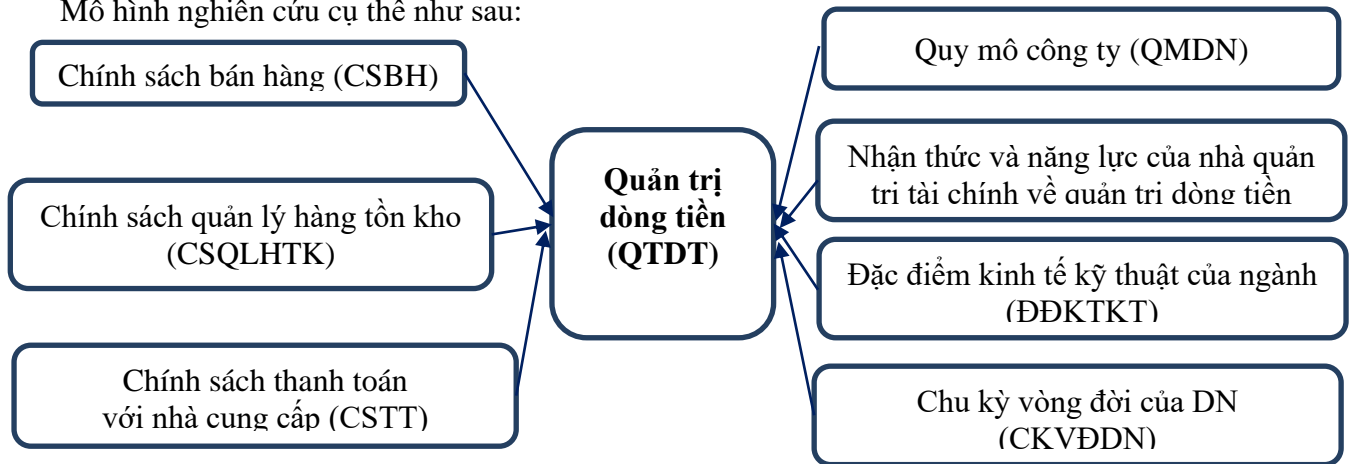 Mô hình nghiên cứu cụ thể như sau:
Chính sách bán hàng (CSBH)
Chính sách quản lý hàng tồn kho
(CSQLHTK)
Chính sách thanh toán
với nhà cung cấp (CSTT)
Quản trị
dòng tiền
(QTDT)
Quy mô công ty (QMDN)
Nhận thức và năng lực của nhà quản
trị tài chính về quản trị dòng tiền
Đặc điểm kinh tế kỹ thuật của ngành
(ĐĐKTKT)
Chu kỳ vòng đời của DN
(CKVĐDN)